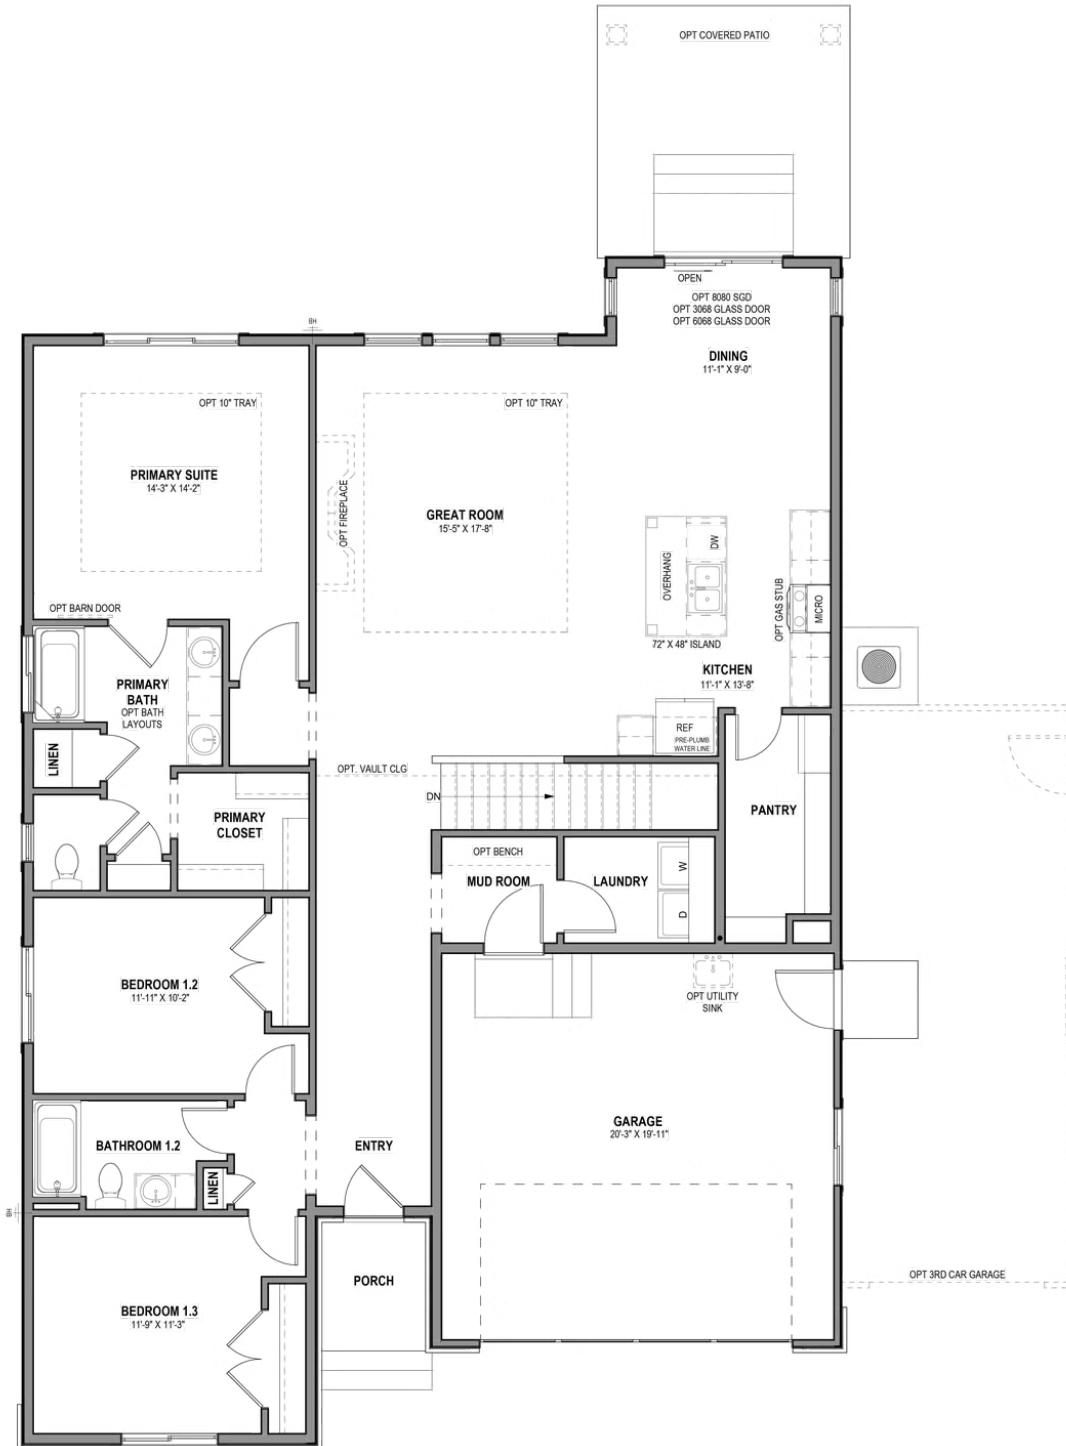 OPT COVERED PATIO
OPEN
OPT 8080 SGD
OPT 3068 GLASS DOOR
OPT 6068 GLASS DOOR
BH
DINING
11'-1" X 9'-0"
OPT 10" TRAY
OPT 10" TRAY
PRIMARY SUITE
14'-3" X 14'-2"
OPT FIREPLACE
GREAT ROOM
15'-5" X 17'-8"
OVERHANG
DW
OPT GAS STUB
MICRO
72" X 48" ISLAND
OPT BARN DOOR
KITCHEN
11'-1" X 13'-8"
PRIMARY
BATH
OPT BATH
LAYOUTS
REF
PRE-PLUMB
WATER LINE
LINEN
OPT. VAULT CLG
DN
PRIMARY
CLOSET
PANTRY
OPT BENCH
MUD ROOM
LAUNDRY
W
D
BEDROOM 1.2
11'-11" X 10'-2"
OPT UTILITY
SINK
GARAGE
20'-3" X 19'-11"
BATHROOM 1.2
ENTRY
LINEN
BH
PORCH
OPT 3RD CAR GARAGE
BEDROOM 1.3
11'-9" X 11'-3"